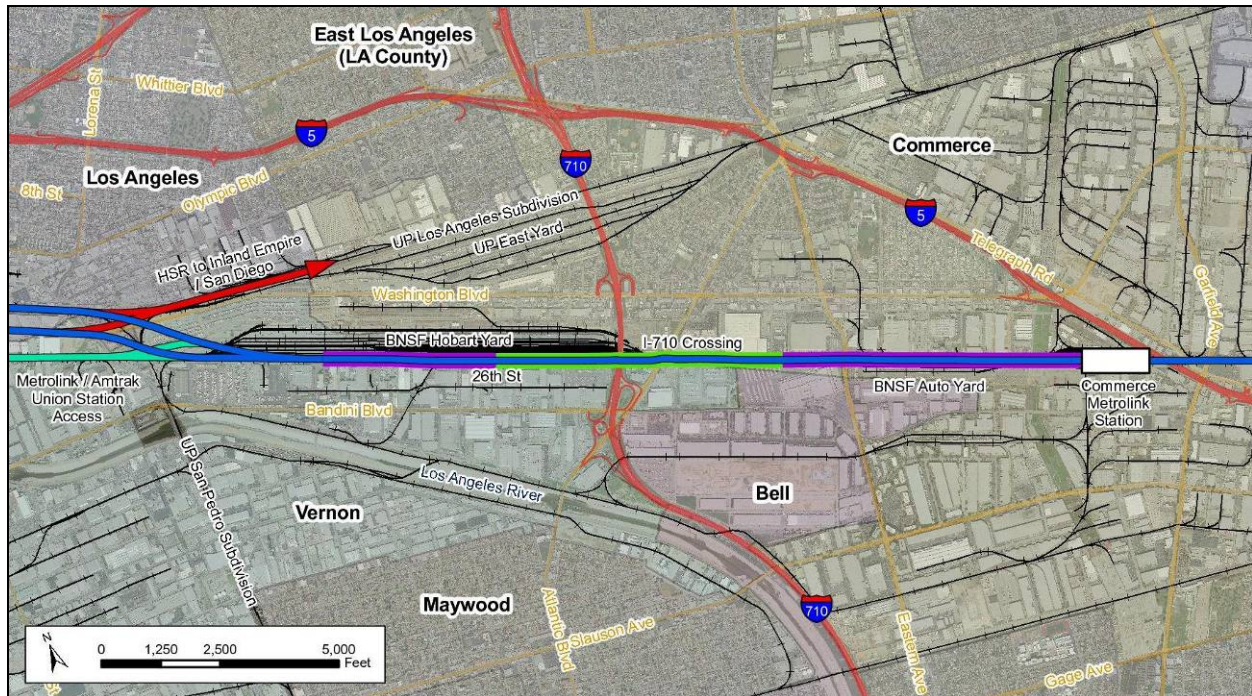 East Los Angeles
(LA County)
Whittier Blvd
Lorena St
5
Los Angeles
8th St
Olympic Blvd
710
Commerce
5
UP Los Angeles Subdivision
UP East Yard
HSR to Inland Empire
/ San Diego
Telegraph Rd
Garfield Ave
Washington Blvd
BNSF Hobart Yard
I-710 Crossing
26th St
Metrolink / Amtrak
Union Station
Access
BNSF Auto Yard
Commerce
Metrolink
Station
Bandini Blvd
UP San Pedro Subdivision
Los Angeles River
Vernon
Bell
Maywood
Atlantic Blvd
Slauson Ave
710
Eastern Ave
Gage Ave
N
0 1,250 2,500 5,000
Feet